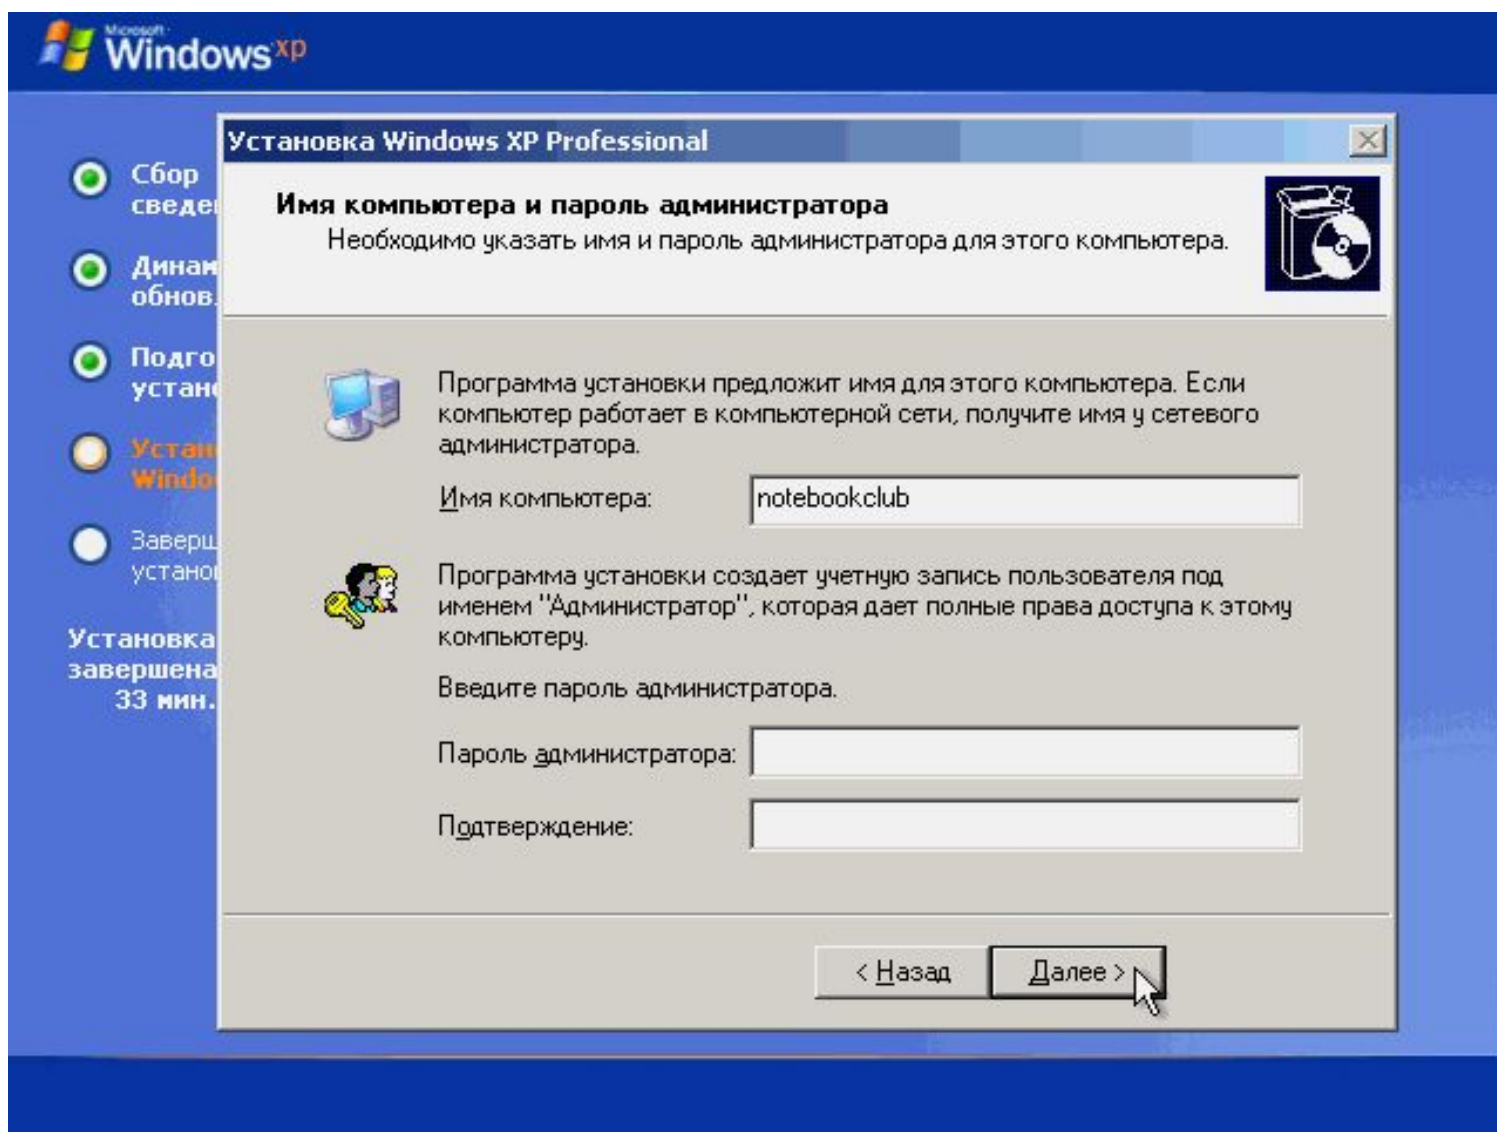 Microsoft
Windows xp
Установка Windows XP Professional
Сбор
Имя компьютера и пароль администратора
Необходимо указать имя и пароль администратора для этого компьютера.
Программа установки предложит имя для этого компьютера. Если
компьютер работает в компьютерной сети, получите имя у сетевого
администратора.
Имя компьютера:
notebookclub
Программа установки создает учетную запись пользователя под
именем "Администратор", которая дает полные права доступа к этому
компьютеру.
Введите пароль администратора.
Пароль администратора:
Подтверждение:
Установка
завершена
33 мин.
< Назад
Далее >